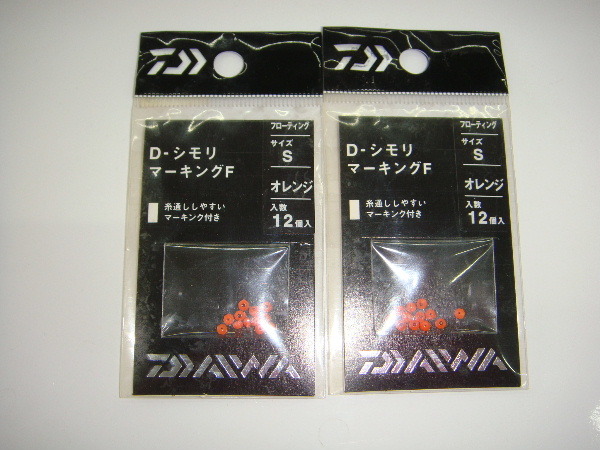 D-シモリ
マーキングF
糸通ししやすい
マーキング付き
フローティング
サイズ
S
オレンジ
入数
12個入
DAIWA
D-シモリ
マーキングF
糸通ししやすい
マーキング付き
フローティング
サイズ
S
オレンジ
入数
12個入
DAIWA